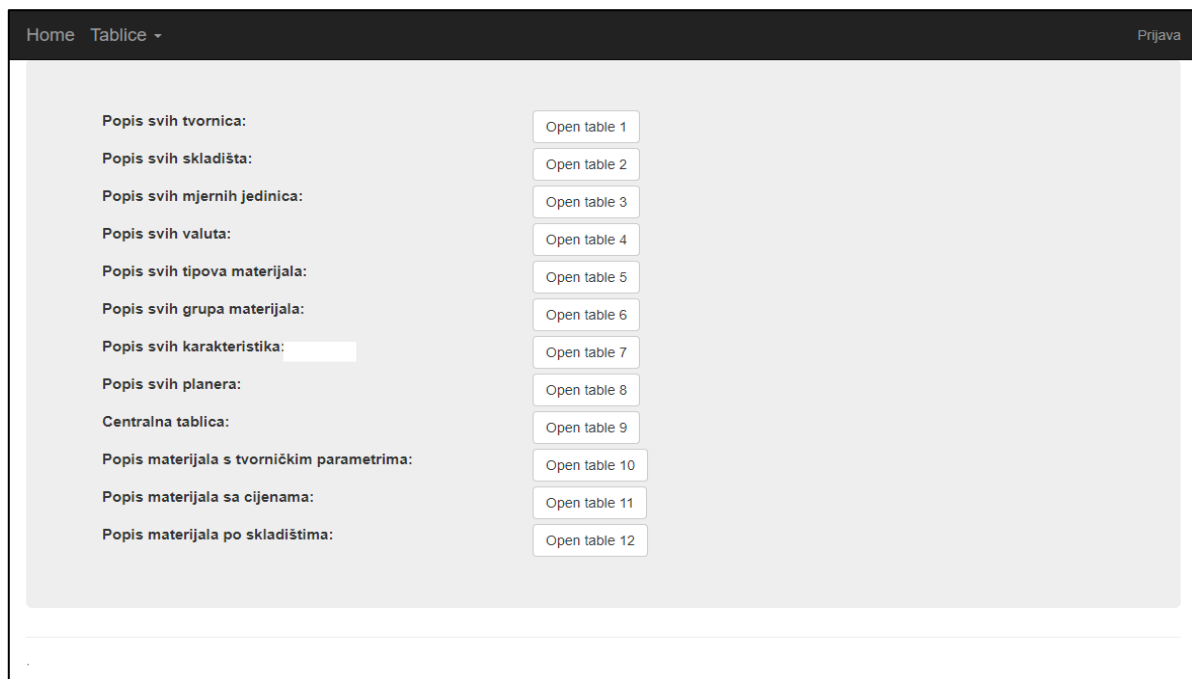 Home Tablice Prijava
Popis svih tvornica: Open table 1
Popis svih skladišta: Open table 2
Popis svih mjernih jedinica: Open table 3
Popis svih valuta: Open table 4
Popis svih tipova materijala: Open table 5
Popis svih grupa materijala: Open table 6
Popis svih karakteristika: Open table 7
Popis svih planera: Open table 8
Centralna tablica: Open table 9
Popis materijala s tvorničkim parametrima: Open table 10
Popis materijala sa cijenama: Open table 11
Popis materijala po skladištima: Open table 12
.